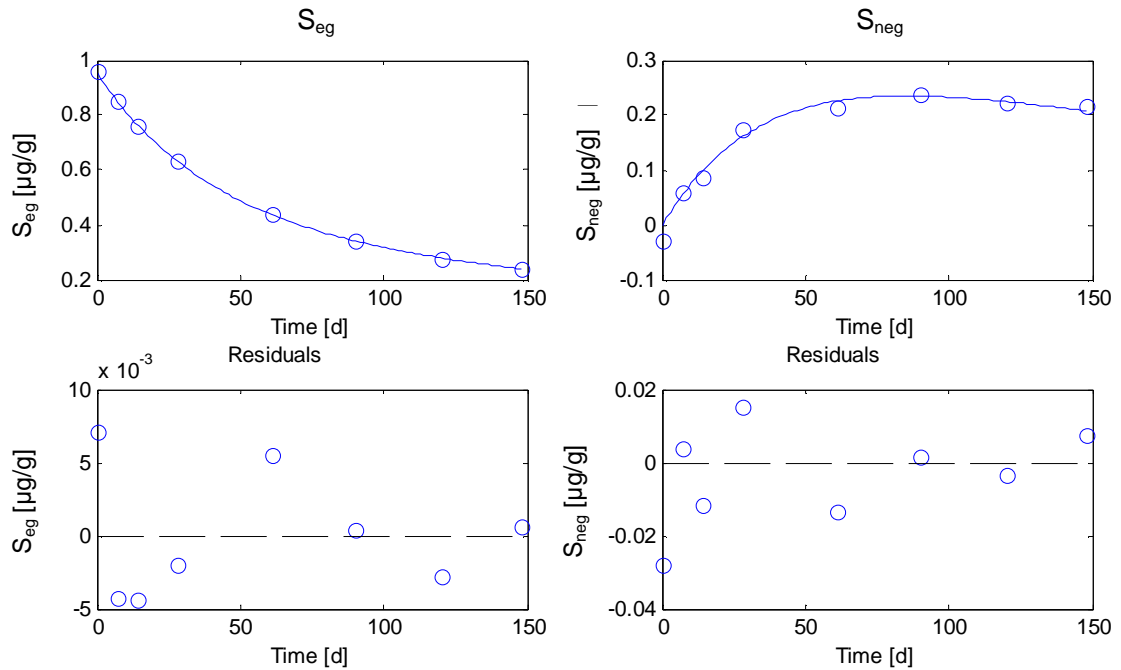 S_eg
S_neg
1
0.8
0.6
0.4
0.2
S_eg [µg/g]
0
50
100
150
Time [d]
0.3
0.2
0.1
0
-0.1
S_neg [µg/g]
0
50
100
150
Time [d]
x 10^-3
Residuals
10
5
0
-5
S_eg [µg/g]
0
50
100
150
Time [d]
Residuals
0.02
0
-0.02
-0.04
S_neg [µg/g]
0
50
100
150
Time [d]